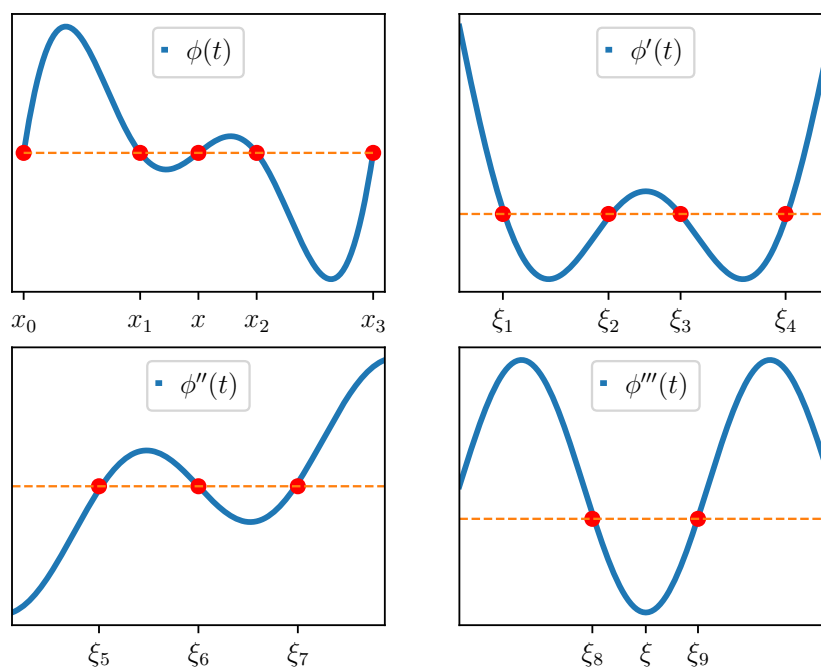 ϕ(t)
ϕ′(t)
x₀ x₁ x x₂ x₃
ξ₁ ξ₂ ξ₃ ξ₄
ϕ′′(t)
ϕ′′′(t)
ξ₅ ξ₆ ξ₇
ξ₈ ξ ξ₉